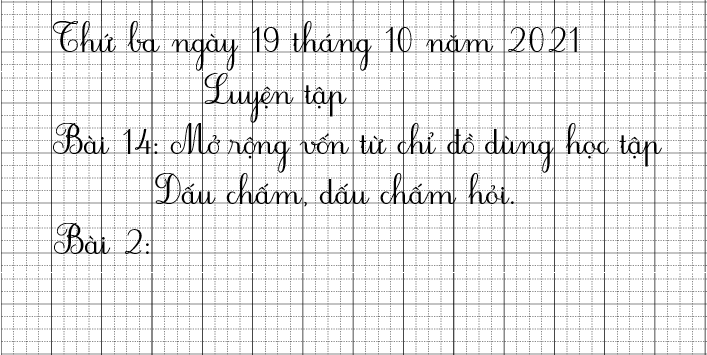 Thứ ba ngày 19 tháng 10 năm 2021
Luyện tập
Bài 14: Mở rộng vốn từ chỉ đồ dùng học tập
Dấu chấm, dấu chấm hỏi.
Bài 2: